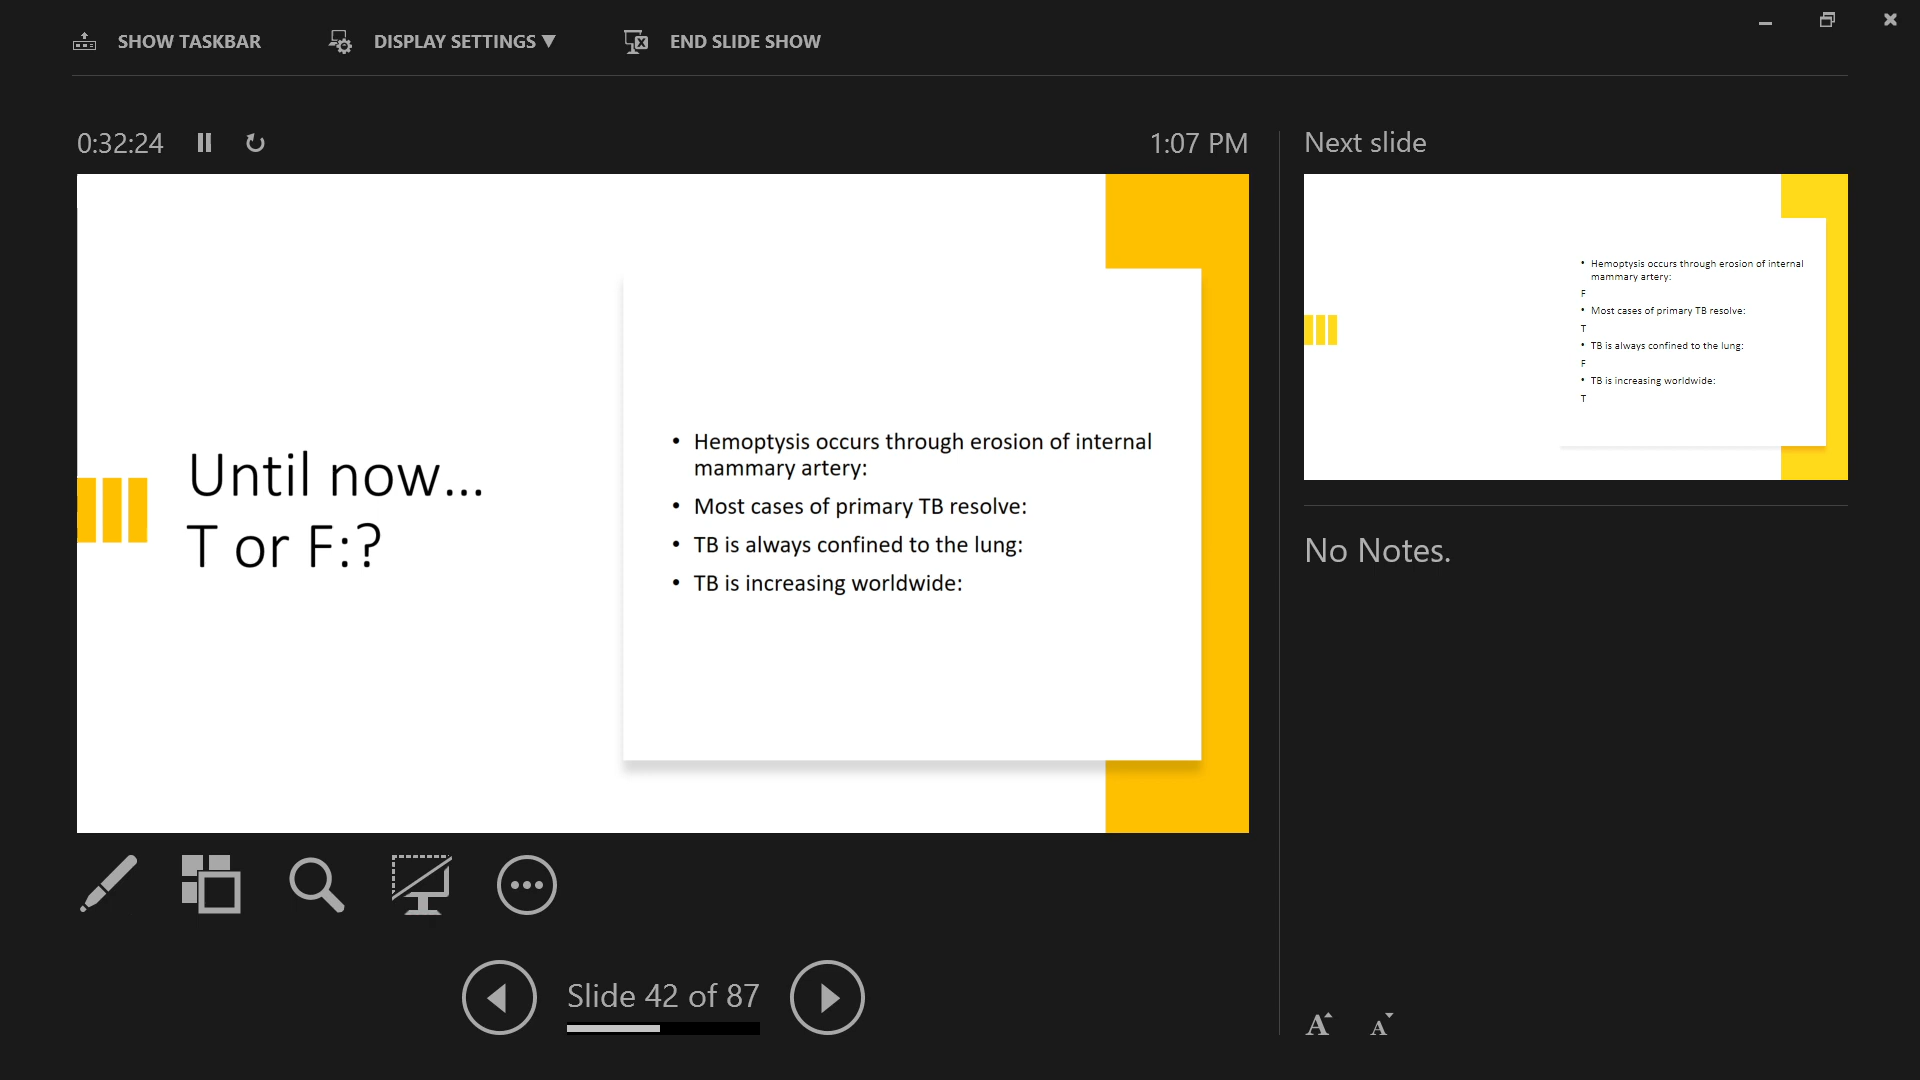 SHOW TASKBAR
DISPLAY SETTINGS ▼
END SLIDE SHOW
0:32:24
1:07 PM
Until now...
T or F:?
• Hemoptysis occurs through erosion of internal
mammary artery:
• Most cases of primary TB resolve:
• TB is always confined to the lung:
• TB is increasing worldwide:
Slide 42 of 87
Next slide
• Hemoptysis occurs through erosion of internal
mammary artery:
F
• Most cases of primary TB resolve:
T
• TB is always confined to the lung:
F
• TB is increasing worldwide:
T
No Notes.
A A